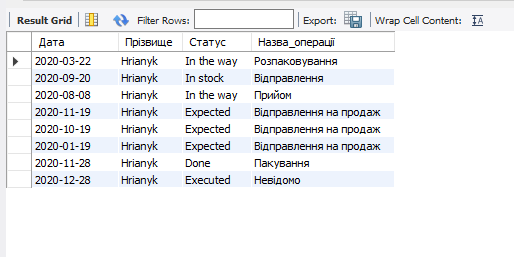 Result Grid Filter Rows: Export: Wrap Cell Content:
Дата Прізвище Статус Назва_операції
2020-03-22 Hrianyk In the way Розпаковування
2020-09-20 Hrianyk In stock Відправлення
2020-08-08 Hrianyk In the way Прийом
2020-11-19 Hrianyk Expected Відправлення на продаж
2020-10-19 Hrianyk Expected Відправлення на продаж
2020-01-19 Hrianyk Expected Відправлення на продаж
2020-11-28 Hrianyk Done Пакування
2020-12-28 Hrianyk Executed Невідомо